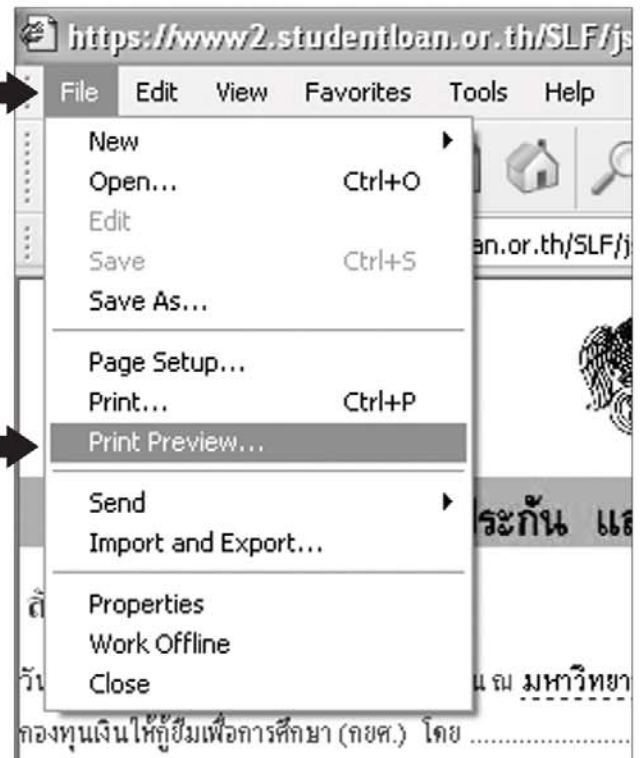 https://www2.studentloan.or.th/SLF/js
File Edit View Favorites Tools Help
New
Open... Ctrl+O
Edit
Save Ctrl+S
an.or.th/SLF/j
Save As...
Page Setup...
Print... Ctrl+P
Print Preview...
Send
ระกัน แล
Import and Export...
Properties
Work Offline
Close
ณ มหาวิทยา
กองทุนเงินให้กู้ยืมเพื่อการศึกษา (กยศ.) โดย ........................